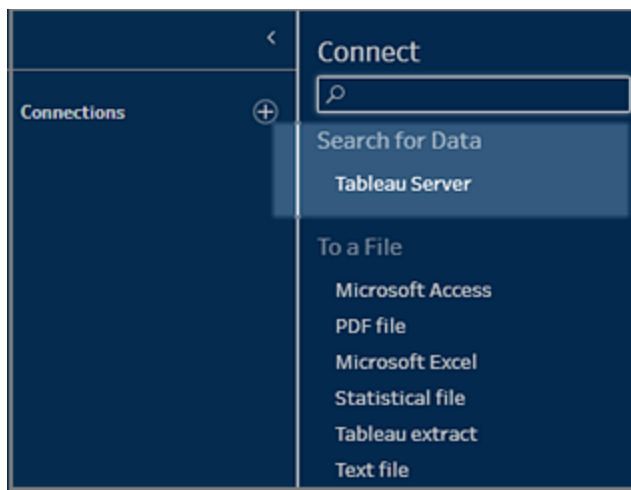 Connect
Connections
Search for Data
Tableau Server
To a File
Microsoft Access
PDF file
Microsoft Excel
Statistical file
Tableau extract
Text file